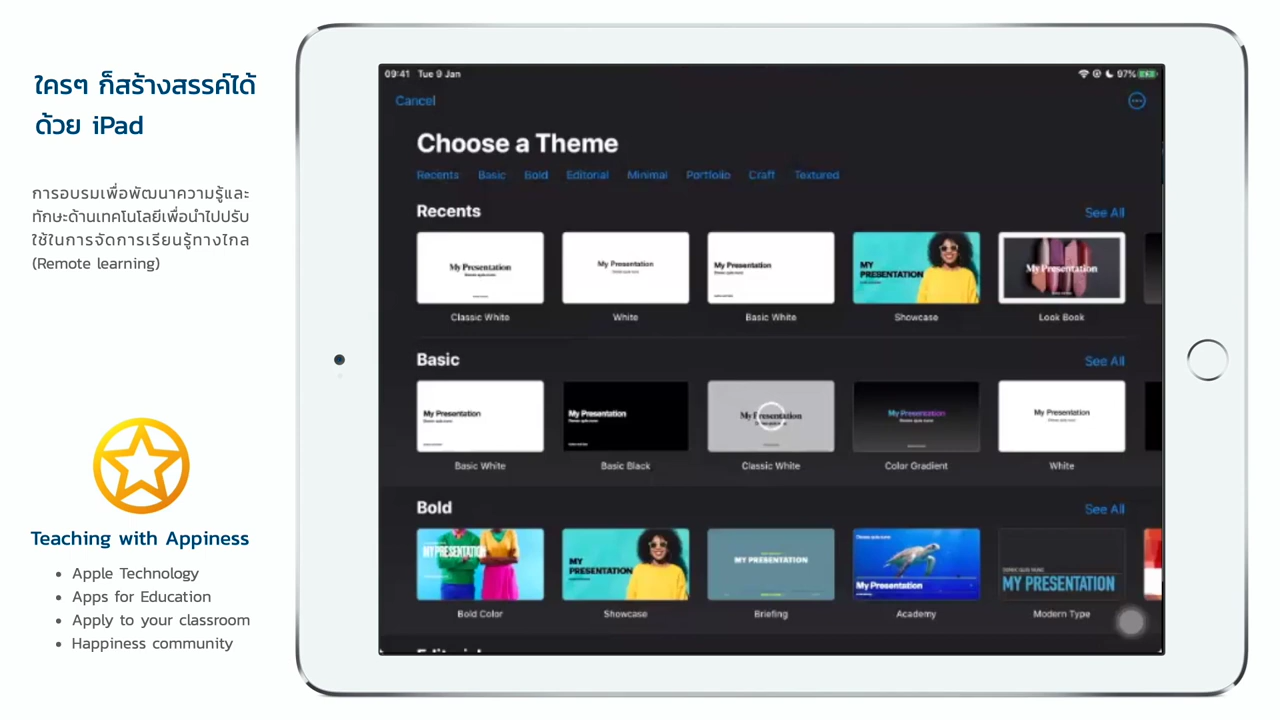 ใครๆ ก็สร้างสรรค์ได้
ด้วย iPad
การอบรมเพื่อพัฒนาความรู้และ
ทักษะด้านเทคโนโลยีเพื่อนำไปปรับ
ใช้ในการจัดการเรียนรู้ทางไกล
(Remote learning)
Teaching with Appiness
• Apple Technology
• Apps for Education
• Apply to your classroom
• Happiness community
09:41 Tue 9 Jan 97%
Cancel
Choose a Theme
Recents Basic Bold Editorial Minimal Portfolio Craft Textured
Recents See All
My Presentation My Presentation My Presentation MY PRESENTATION My Presentation
Classic White White Basic White Showcase Look Book
Basic See All
My Presentation My Presentation My Presentation My Presentation My Presentation
Basic White Basic Black Classic White Color Gradient White
Bold See All
MY PRESENTATION MY PRESENTATION MY PRESENTATION My Presentation MY PRESENTATION
Bold Color Showcase Briefing Academy Modern Type